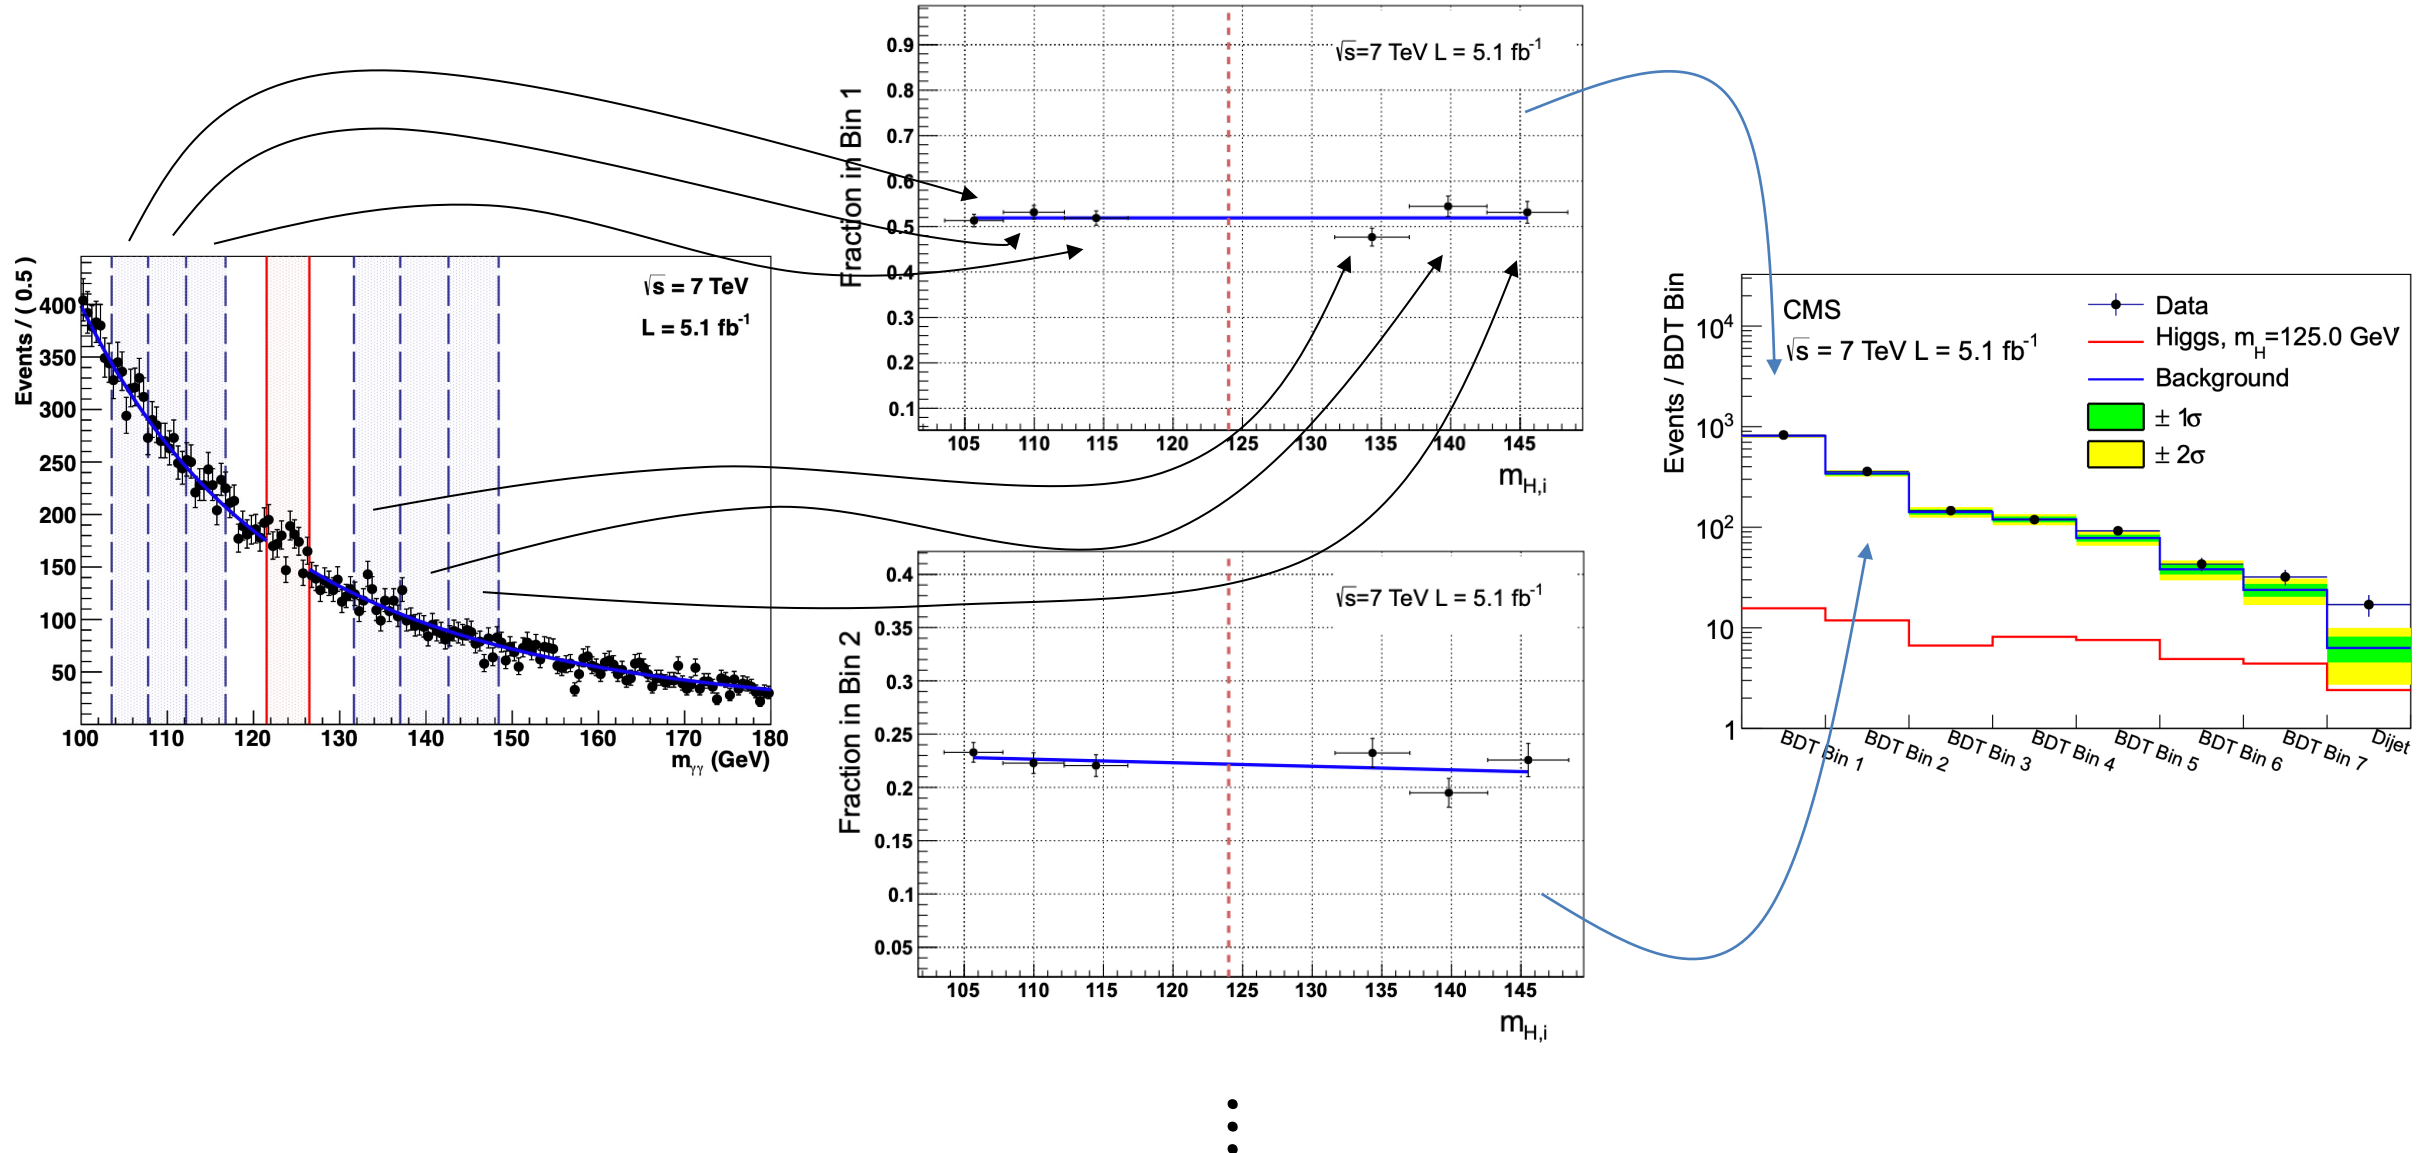 Events / ( 0.5 )
400
350
300
250
200
150
100
50
100 110 120 130 140 150 160 170 180
m_γγ (GeV)
√s = 7 TeV
L = 5.1 fb⁻¹
Fraction in Bin 1
0.9
0.8
0.7
0.6
0.5
0.4
0.3
0.2
0.1
105 110 115 120 125 130 135 140 145
m_H,i
√s=7 TeV L = 5.1 fb⁻¹
Fraction in Bin 2
0.4
0.35
0.3
0.25
0.2
0.15
0.1
0.05
105 110 115 120 125 130 135 140 145
m_H,i
√s=7 TeV L = 5.1 fb⁻¹
Events / BDT Bin
10⁴
10³
10²
10
1
CMS
√s = 7 TeV L = 5.1 fb⁻¹
Data
Higgs, m_H=125.0 GeV
Background
± 1σ
± 2σ
BDT Bin 1
BDT Bin 2
BDT Bin 3
BDT Bin 4
BDT Bin 5
BDT Bin 6
BDT Bin 7
Dijet